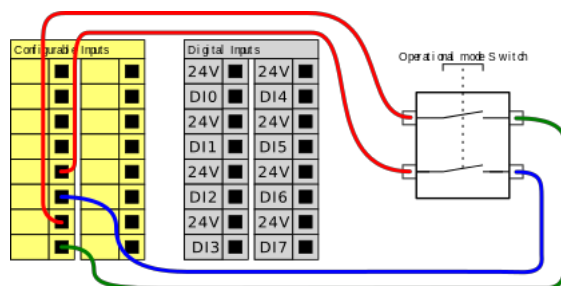 Configurable Inputs
Digital Inputs
Operational mode Switch
24V 24V
DI0 DI4
24V 24V
DI1 DI5
24V 24V
DI2 DI6
24V 24V
DI3 DI7